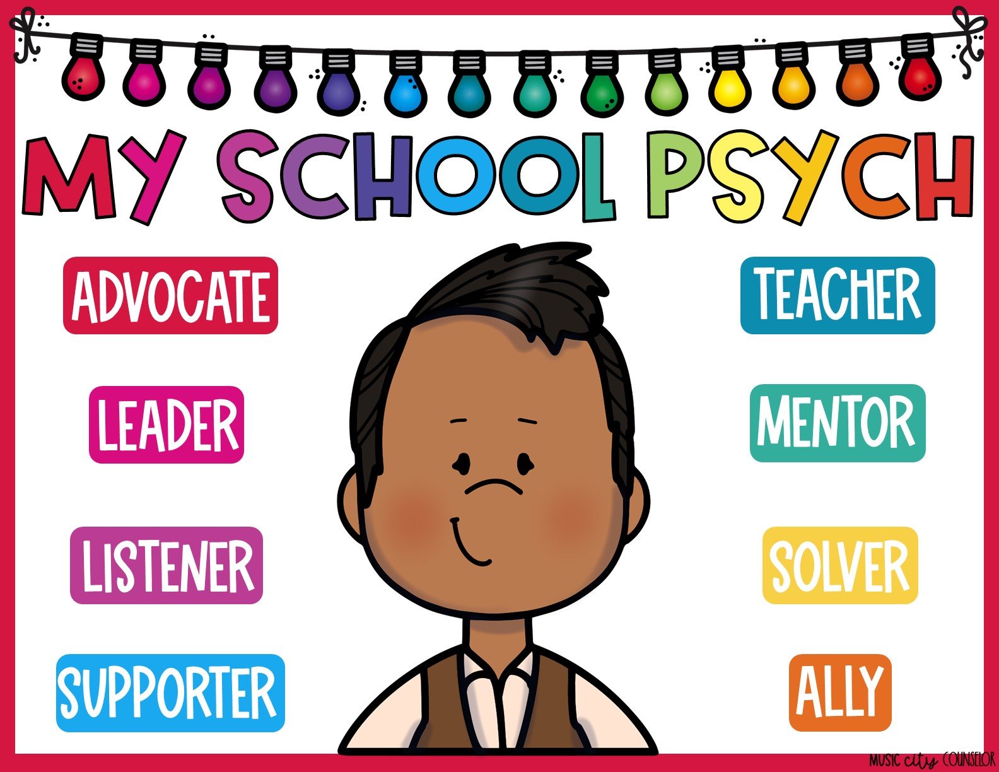 MY SCHOOL PSYCH
ADVOCATE
TEACHER
LEADER
MENTOR
LISTENER
SOLVER
SUPPORTER
ALLY
MUSIC city COUNSELOR